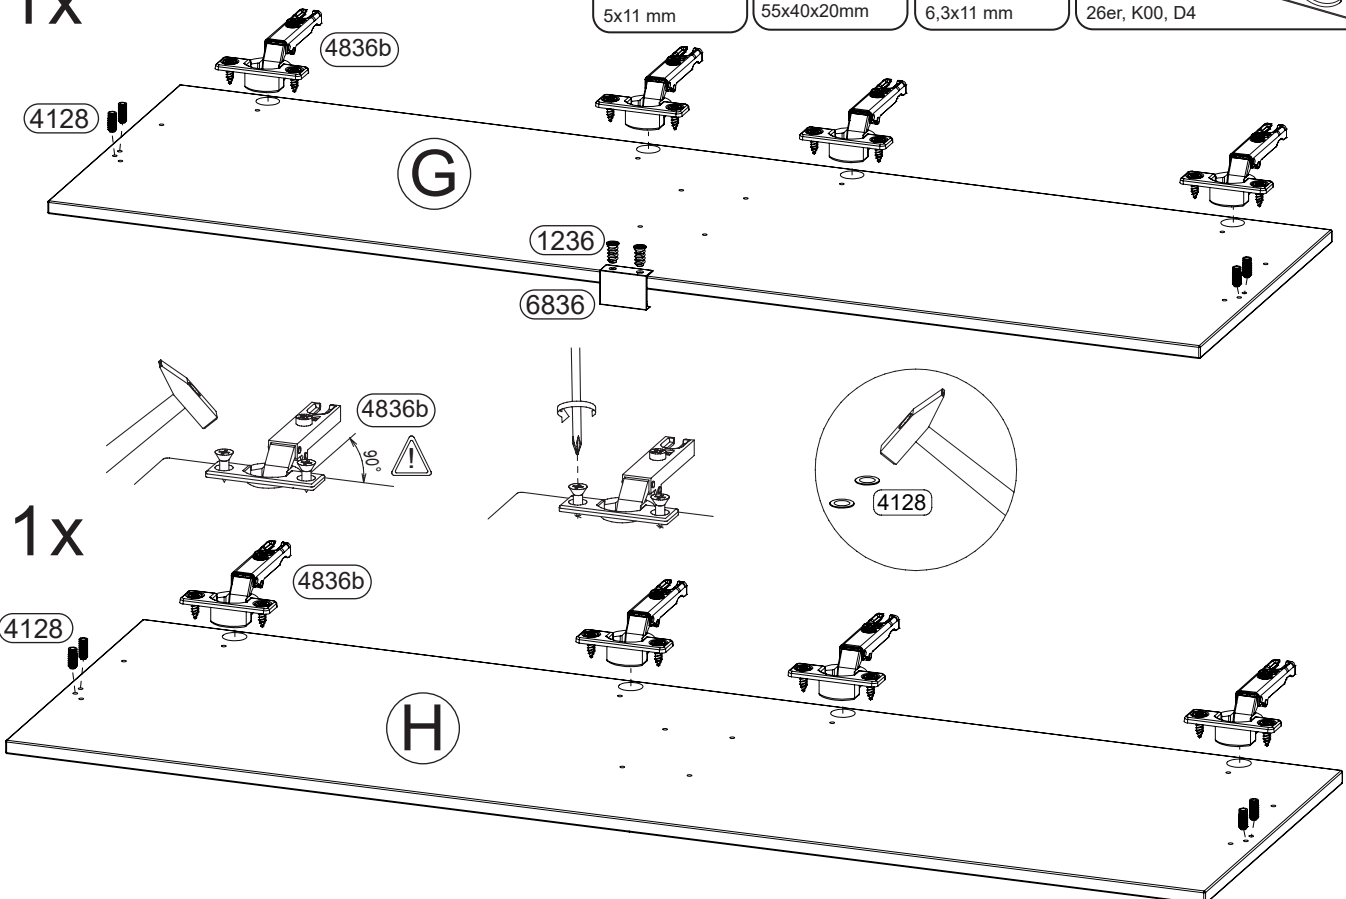 1x
5x11 mm
55x40x20mm
6,3x11 mm
26er, K00, D4
4836b
4128
G
1236
6836
4836b
90°
!
4128
1x
4836b
4128
H